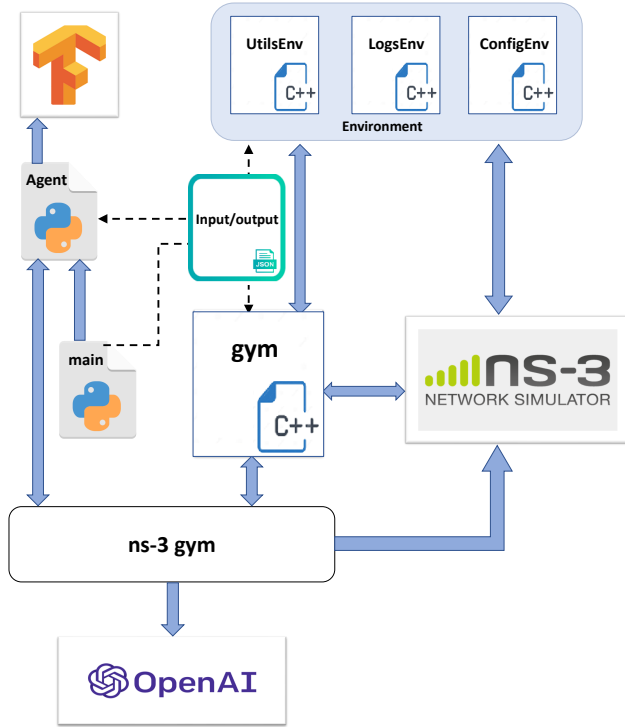 UtilsEnv
LogsEnv
ConfigEnv
C++
C++
C++
Environment
Agent
Input/output
JSON
main
gym
C++
ns-3
NETWORK SIMULATOR
ns-3 gym
OpenAI